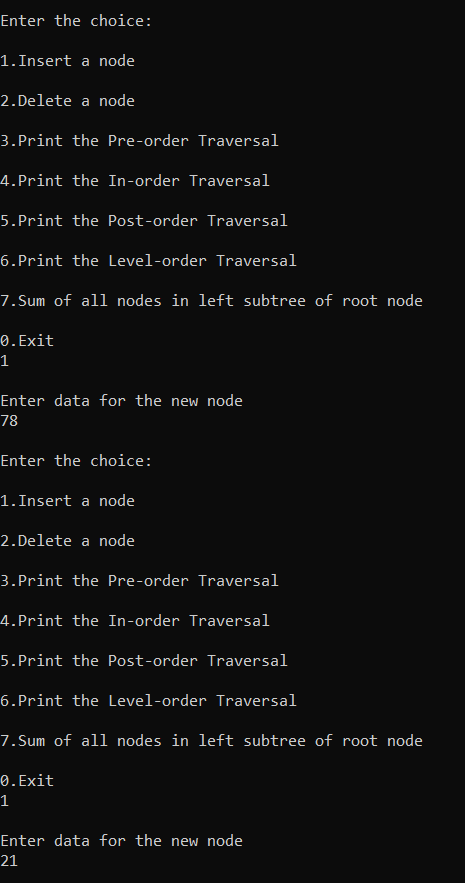 Enter the choice:
1.Insert a node
2.Delete a node
3.Print the Pre-order Traversal
4.Print the In-order Traversal
5.Print the Post-order Traversal
6.Print the Level-order Traversal
7.Sum of all nodes in left subtree of root node
0.Exit
1
Enter data for the new node
78
Enter the choice:
1.Insert a node
2.Delete a node
3.Print the Pre-order Traversal
4.Print the In-order Traversal
5.Print the Post-order Traversal
6.Print the Level-order Traversal
7.Sum of all nodes in left subtree of root node
0.Exit
1
Enter data for the new node
21